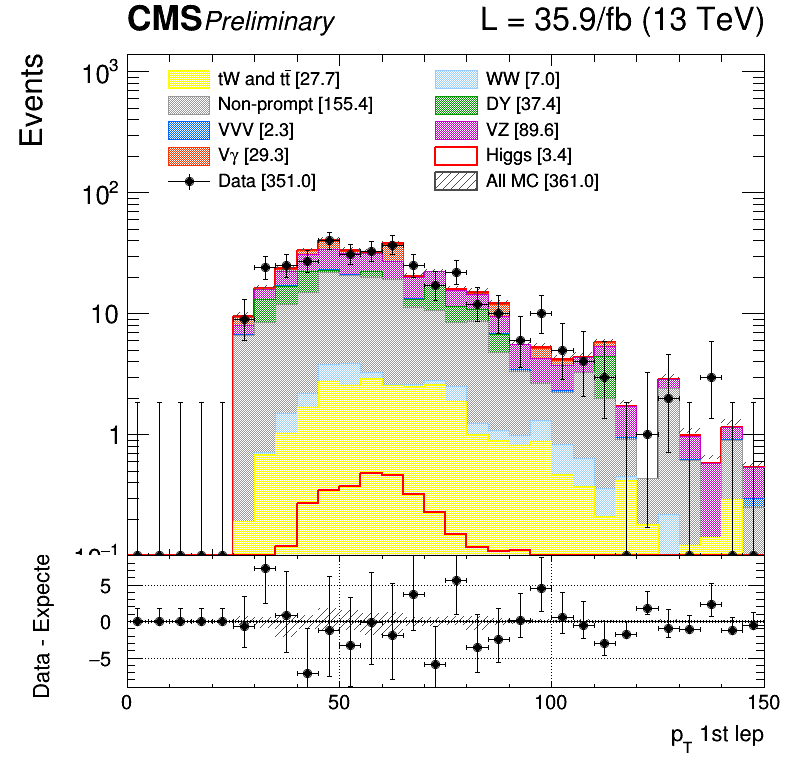 CMS Preliminary L = 35.9/fb (13 TeV)
Events
10³
10²
10
1
tW and tt̄ [27.7]
WW [7.0]
Non-prompt [155.4]
DY [37.4]
VVV [2.3]
VZ [89.6]
Vγ [29.3]
Higgs [3.4]
Data [351.0]
All MC [361.0]
Data - Expecte
5
0
−5
0 50 100 150
p_T 1st lep